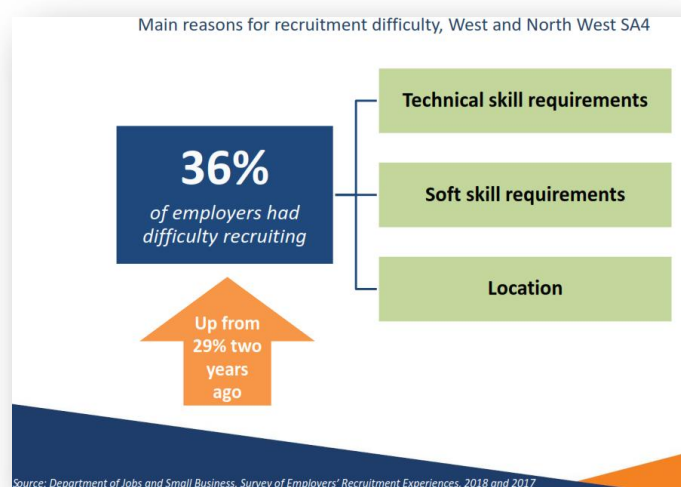 Main reasons for recruitment difficulty, West and North West SA4
36%
of employers had
difficulty recruiting
Technical skill requirements
Soft skill requirements
Location
Up from
29% two
years
ago
Source: Department of Jobs and Small Business, Survey of Employers' Recruitment Experiences, 2018 and 2017